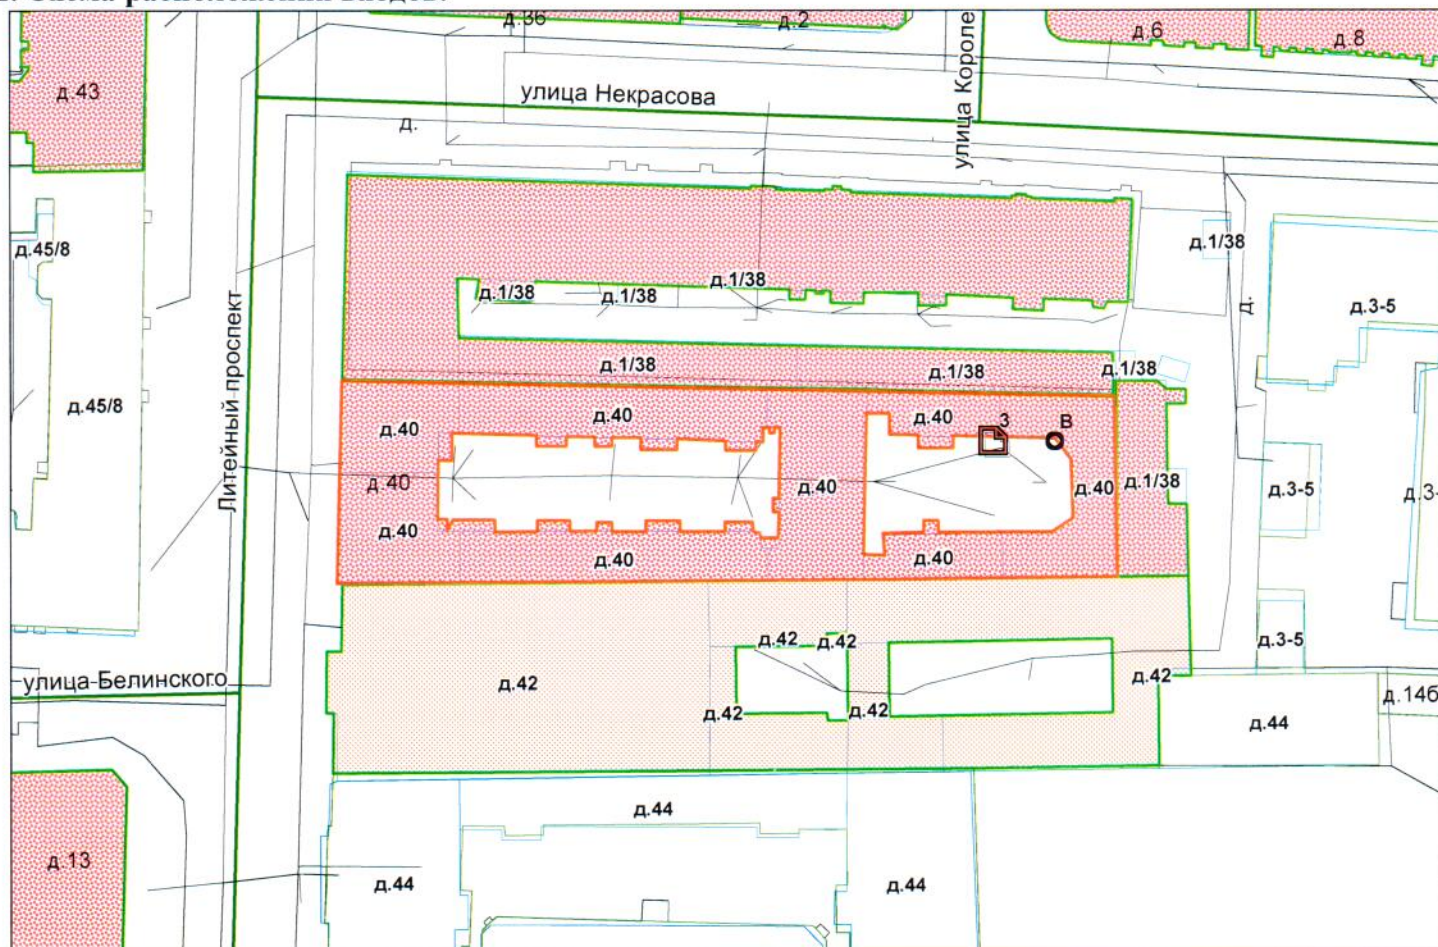 д.36
д.2
д.6
д.8
д.43
улица Некрасова
улица Короле
д.
д.45/8
д.1/38
д.1/38
д.1/38
д.1/38
д.
д.3-5
Литейный проспект
д.1/38
д.1/38
д.1/38
д.45/8
д.40
д.40
д.40
3
В
д.40
д.40
д.40
д.1/38
д.3-5
д.3-
д.40
д.40
д.40
улица Белинского
д.42
д.42
д.42
д.3-5
д.42
д.42
д.42
д.14б
д.44
д.44
д.13
д.44
д.44